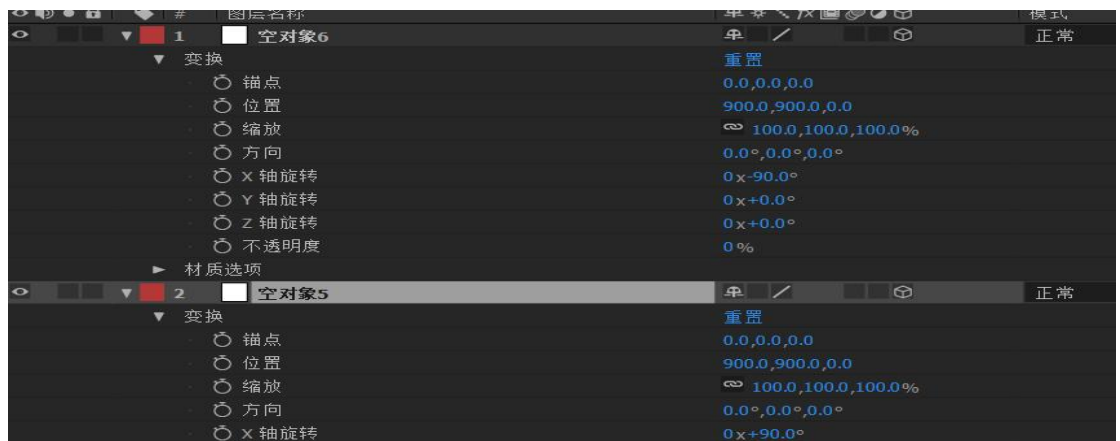 # 图层名称 模式
1 空对象6 正常
变换 重置
锚点 0.0,0.0,0.0
位置 900.0,900.0,0.0
缩放 100.0,100.0,100.0%
方向 0.0°,0.0°,0.0°
X 轴旋转 0x-90.0°
Y 轴旋转 0x+0.0°
Z 轴旋转 0x+0.0°
不透明度 0%
材质选项
2 空对象5 正常
变换 重置
锚点 0.0,0.0,0.0
位置 900.0,900.0,0.0
缩放 100.0,100.0,100.0%
方向 0.0°,0.0°,0.0°
X 轴旋转 0x+90.0°